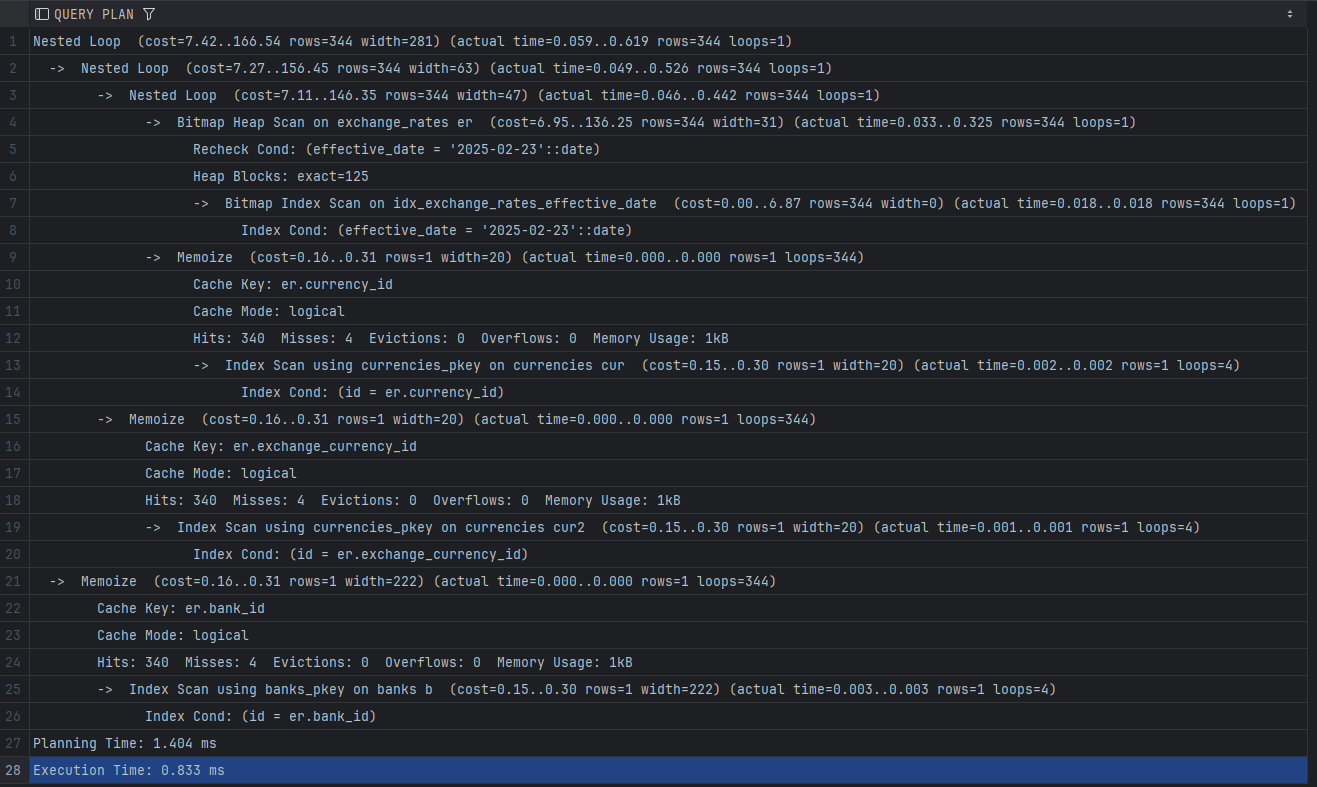 QUERY PLAN
1 Nested Loop (cost=7.42..166.54 rows=344 width=281) (actual time=0.059..0.619 rows=344 loops=1)
2 -> Nested Loop (cost=7.27..156.45 rows=344 width=63) (actual time=0.049..0.526 rows=344 loops=1)
3 -> Nested Loop (cost=7.11..146.35 rows=344 width=47) (actual time=0.046..0.442 rows=344 loops=1)
4 -> Bitmap Heap Scan on exchange_rates er (cost=6.95..136.25 rows=344 width=31) (actual time=0.033..0.325 rows=344 loops=1)
5 Recheck Cond: (effective_date = '2025-02-23'::date)
6 Heap Blocks: exact=125
7 -> Bitmap Index Scan on idx_exchange_rates_effective_date (cost=0.00..6.87 rows=344 width=0) (actual time=0.018..0.018 rows=344 loops=1)
8 Index Cond: (effective_date = '2025-02-23'::date)
9 -> Memoize (cost=0.16..0.31 rows=1 width=20) (actual time=0.000..0.000 rows=1 loops=344)
10 Cache Key: er.currency_id
11 Cache Mode: logical
12 Hits: 340 Misses: 4 Evictions: 0 Overflows: 0 Memory Usage: 1kB
13 -> Index Scan using currencies_pkey on currencies cur (cost=0.15..0.30 rows=1 width=20) (actual time=0.002..0.002 rows=1 loops=4)
14 Index Cond: (id = er.currency_id)
15 -> Memoize (cost=0.16..0.31 rows=1 width=20) (actual time=0.000..0.000 rows=1 loops=344)
16 Cache Key: er.exchange_currency_id
17 Cache Mode: logical
18 Hits: 340 Misses: 4 Evictions: 0 Overflows: 0 Memory Usage: 1kB
19 -> Index Scan using currencies_pkey on currencies cur2 (cost=0.15..0.30 rows=1 width=20) (actual time=0.001..0.001 rows=1 loops=4)
20 Index Cond: (id = er.exchange_currency_id)
21 -> Memoize (cost=0.16..0.31 rows=1 width=222) (actual time=0.000..0.000 rows=1 loops=344)
22 Cache Key: er.bank_id
23 Cache Mode: logical
24 Hits: 340 Misses: 4 Evictions: 0 Overflows: 0 Memory Usage: 1kB
25 -> Index Scan using banks_pkey on banks b (cost=0.15..0.30 rows=1 width=222) (actual time=0.003..0.003 rows=1 loops=4)
26 Index Cond: (id = er.bank_id)
27 Planning Time: 1.404 ms
28 Execution Time: 0.833 ms